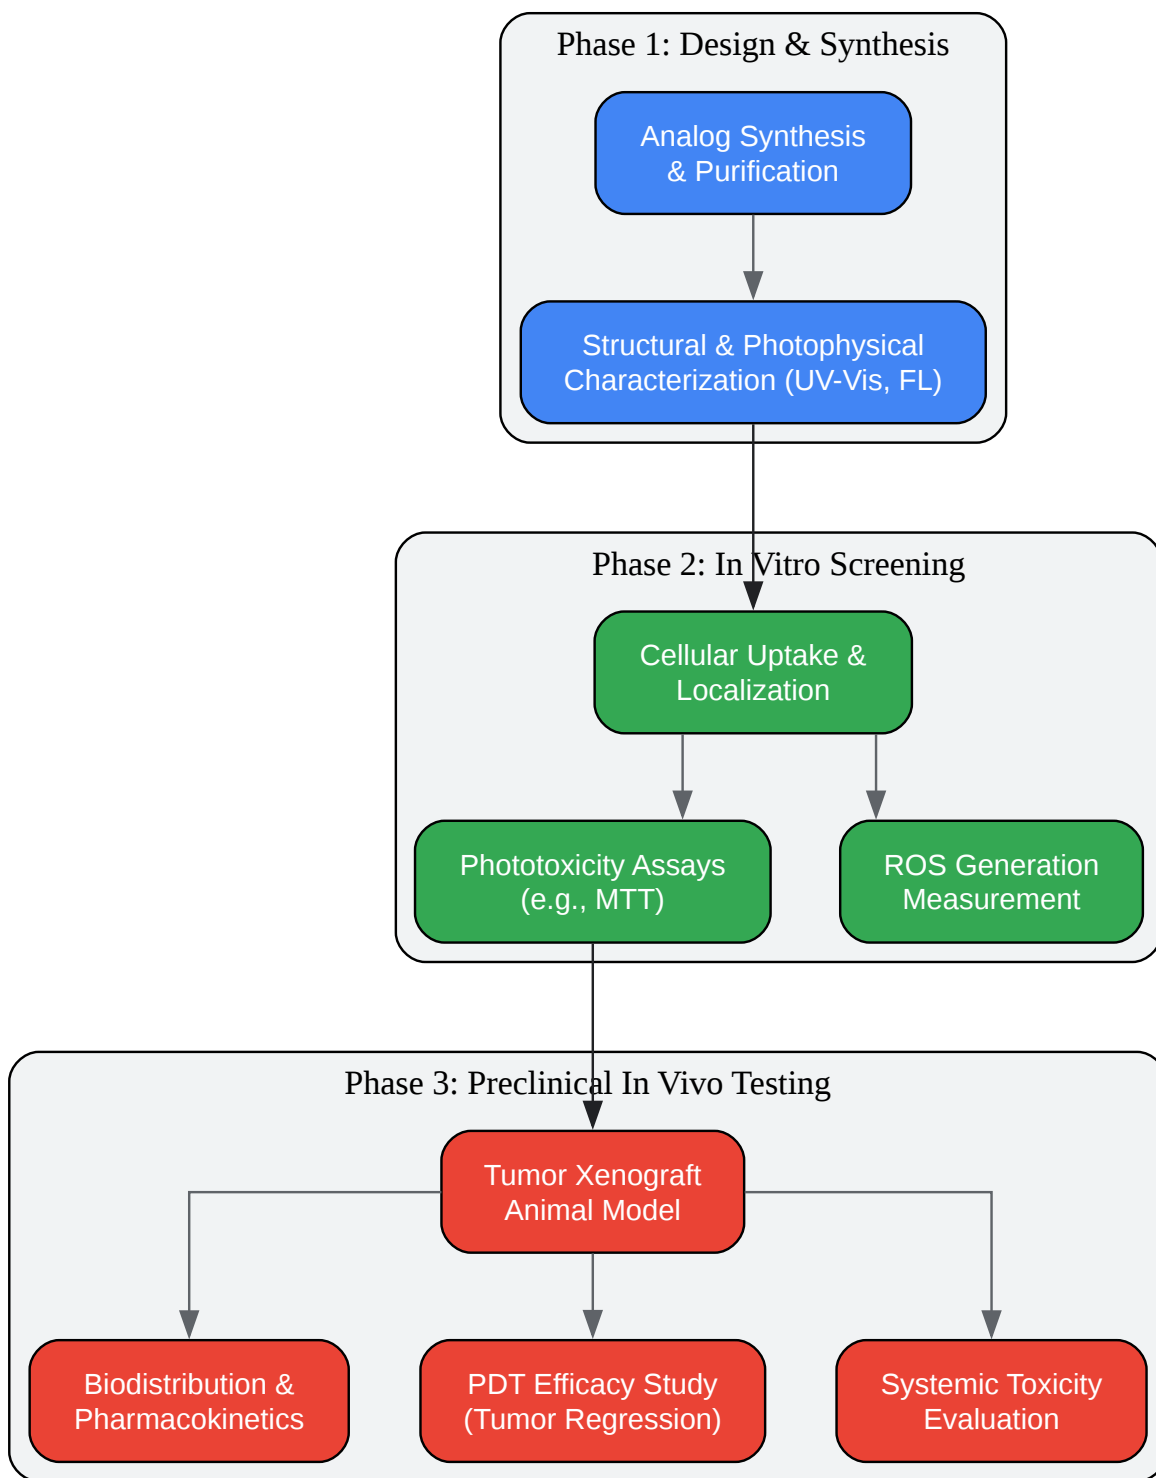 Phase 1: Design & Synthesis
Analog Synthesis
& Purification
Structural & Photophysical
Characterization (UV-Vis, FL)
Phase 2: In Vitro Screening
Cellular Uptake &
Localization
Phototoxicity Assays
(e.g., MTT)
ROS Generation
Measurement
Phase 3: Preclinical In Vivo Testing
Tumor Xenograft
Animal Model
Biodistribution &
Pharmacokinetics
PDT Efficacy Study
(Tumor Regression)
Systemic Toxicity
Evaluation